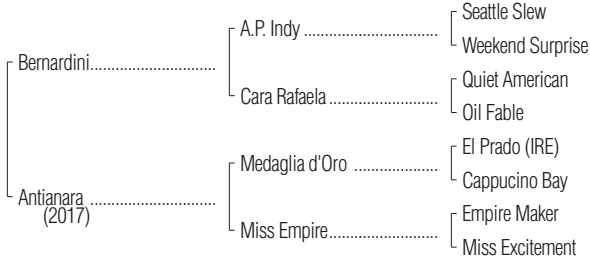 Seattle Slew
A.P. Indy
Weekend Surprise
Bernardini
Quiet American
Cara Rafaela
Oil Fable
El Prado (IRE)
Medaglia d'Oro
Cappucino Bay
Antianara
(2017)
Empire Maker
Miss Empire
Miss Excitement